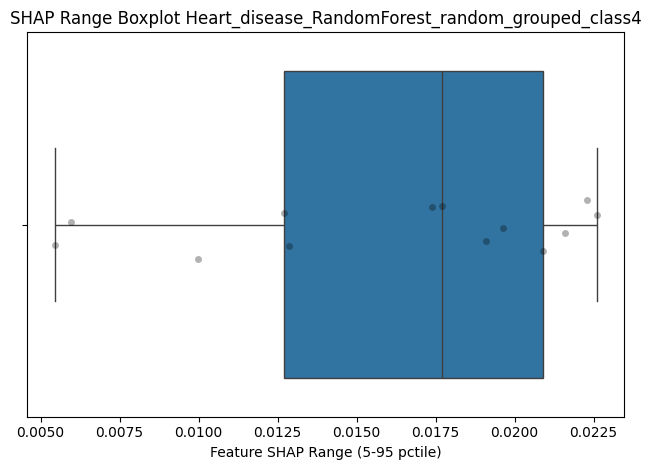 SHAP Range Boxplot Heart_disease_RandomForest_random_grouped_class4
0.0050 0.0075 0.0100 0.0125 0.0150 0.0175 0.0200 0.0225
Feature SHAP Range (5-95 pctile)